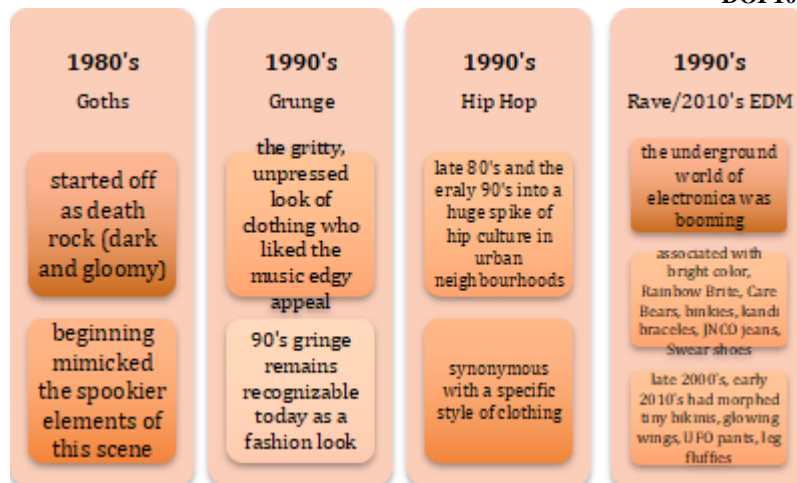 1980's
Goths
started off
as death
rock (dark
and gloomy)
beginning
mimicked
the spookier
elements of
this scene
1990's
Grunge
the gritty,
unpressed
look of
clothing who
liked the
music edgy
appeal
90's gringe
remains
recognizable
today as a
fashion look
1990's
Hip Hop
late 80's and the
eraly 90's into a
huge spike of
hip culture in
urban
neighbourhoods
synonymous
with a specific
style of clothing
1990's
Rave/2010's EDM
the underground
world of
electronica was
booming
associated with
bright color,
Rainbow Brite, Care
Bears, binkies, kandi
braceles, JNCO jeans,
Swear shoes
late 2000's, early
2010's had morphed
tiny bikinis, glowing
wings, UFO pants, leg
fluffies